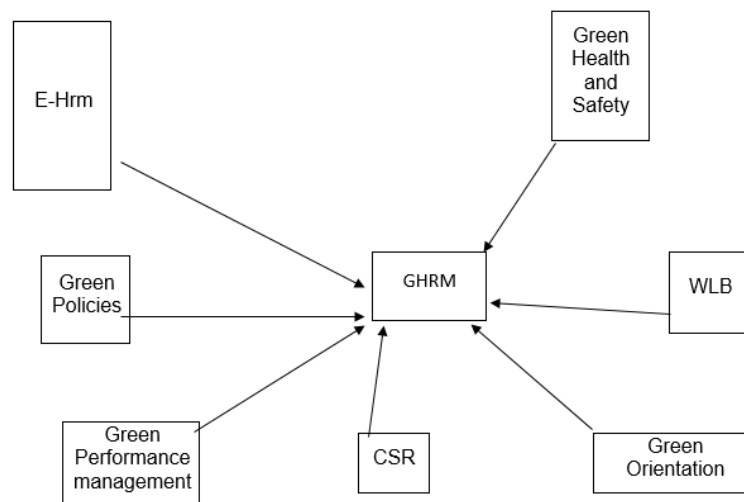 E-Hrm
Green
Health
and
Safety
Green
Policies
GHRM
WLB
Green
Performance
management
CSR
Green
Orientation